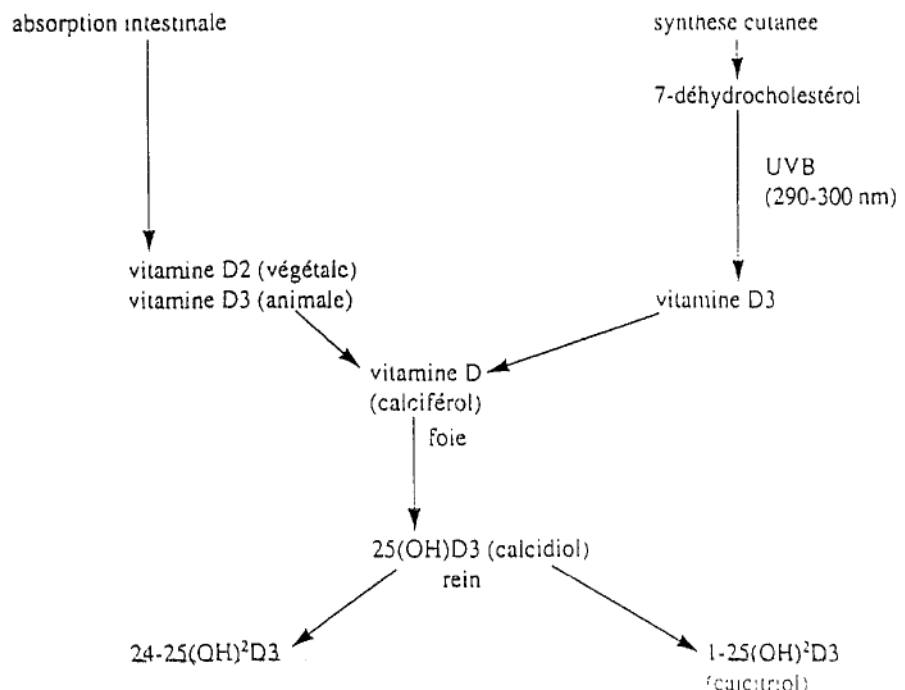 absorption intestinale
synthese cutanee
7-déhydrocholestérol
UVB
(290-300 nm)
vitamine D2 (végétale)
vitamine D3 (animale)
vitamine D3
vitamine D
(calciférol)
foie
25(OH)D3 (calcidiol)
rein
24-25(OH)²D3
1-25(OH)²D3
(calcitriol)